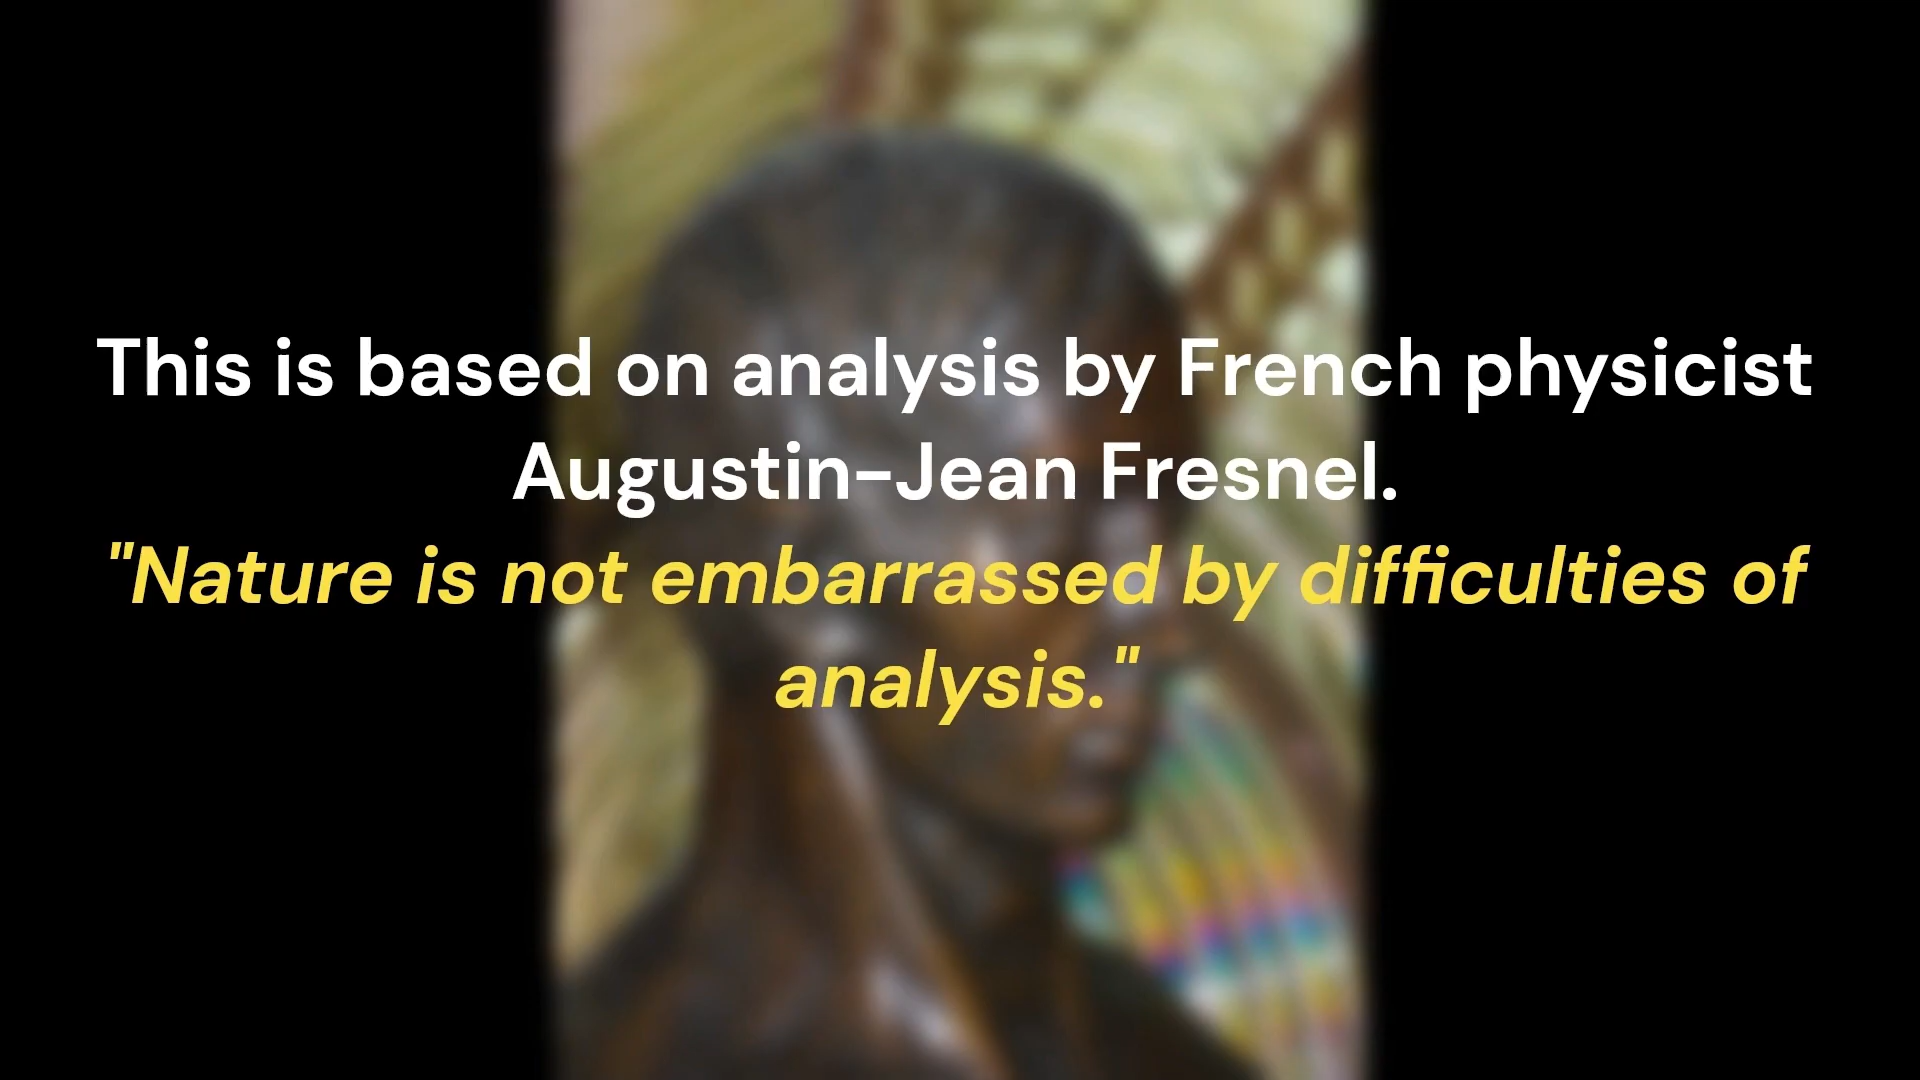 This is based on analysis by French physicist
Augustin-Jean Fresnel.
"Nature is not embarrassed by difficulties of
analysis."